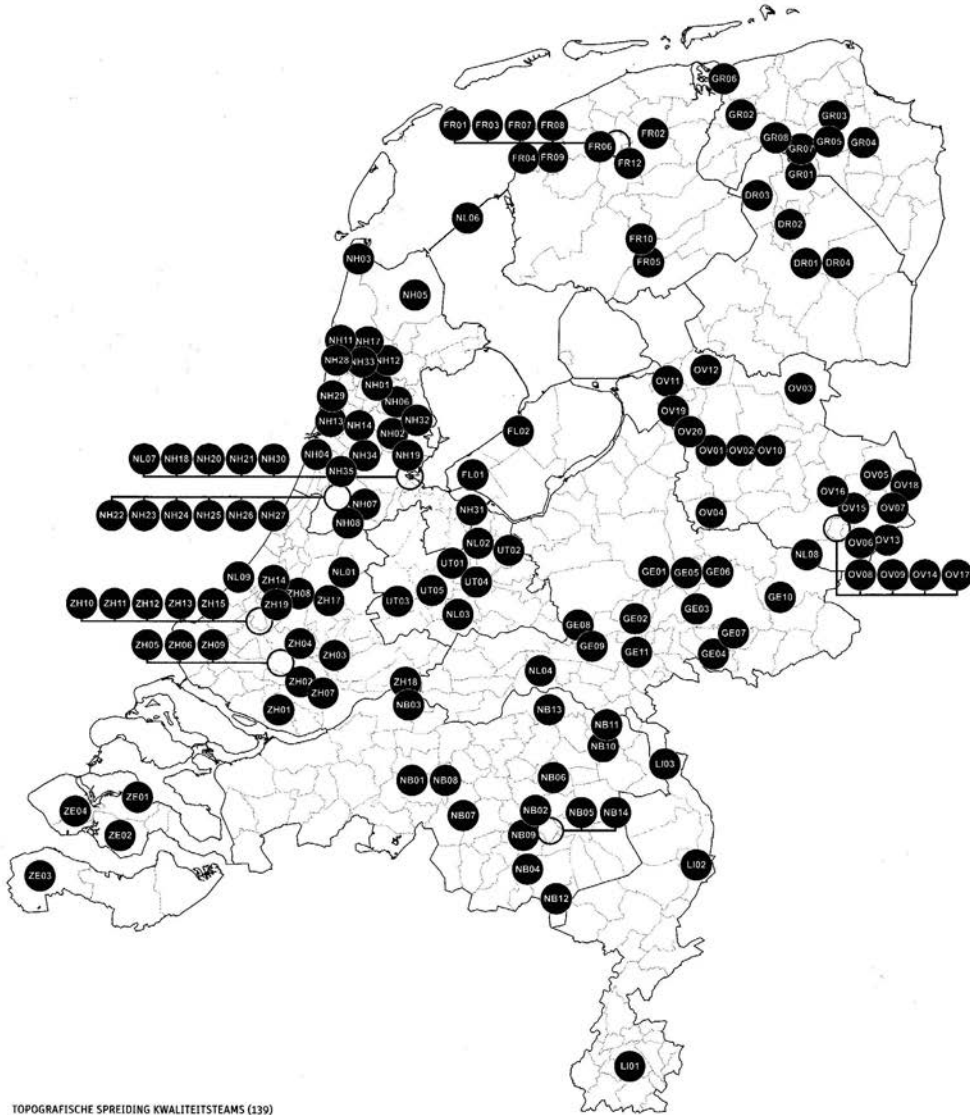 GR06
GR02 GR03
FR01 FR03 FR07 FR08 FR02
FR06 GR08 GR05 GR04
GR07
FR04 FR09 FR12
GR01
DR03
NL06 DR02
FR10
NH03 FR05 DR01 DR04
NH05
NH11 NH17
NH28 NH33 NH12
OV12
NH01 OV11 OV03
NH29 NH06
OV19
NH13 NH14 NH32
NH02 FL02 OV20
OV01 OV02 OV10
NL07 NH18 NH20 NH21 NH30 NH04 NH34 NH19
NH35 FL01 OV05
OV16 OV18
NH22 NH23 NH24 NH25 NH26 NH27 NH07 NH31 OV04 OV15 OV07
NH08
NL02 UT02 OV06 OV13
NL08
UT01
NL09 ZH14 NL01 GE01 GE05 GE06 OV08 OV09 OV14 OV17
UT04
ZH08 UT05
ZH10 ZH11 ZH12 ZH13 ZH15 ZH19 ZH17 UT03 GE10
NL03 GE03
GE02
GE08
ZH05 ZH06 ZH09 ZH04 GE09 GE07
ZH03 GE11 GE04
NL04
ZH02 ZH18
ZH07
ZH01 NB03 NB13
NB11
NB10
LI03
NB01 NB08 NB06
ZE01
ZE04 NB07 NB02 NB05 NB14
ZE02 NB09
LI02
ZE03 NB04
NB12
LI01
TOPOGRAFISCHE SPREIDING KWALITEITSTEAMS (139)